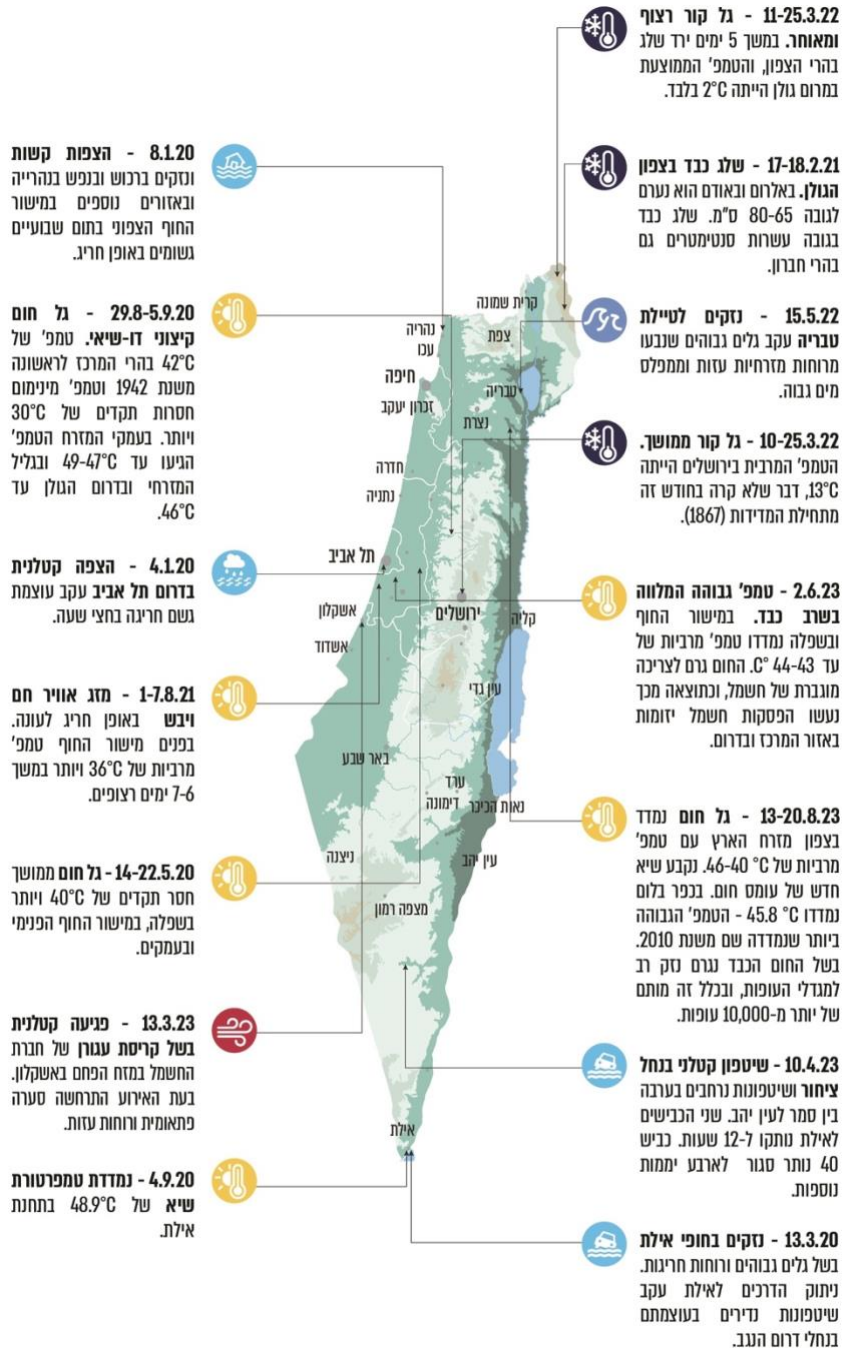 11-25.3.22 - גל קור רצוף
ומאוחר. במשך 5 ימים ירד שלג
בהרי הצפון, והטמפ' הממוצעת
במרום גולן הייתה 2°C בלבד.
17-18.2.21 - שלג כבד בצפון
הגולן. באלרום ובאודם הוא נערם
לגובה 80-65 ס"מ. שלג כבד
בגובה עשרות סנטימטרים גם
בהרי חברון.
15.5.22 - נזקים לטיילת
טבריה עקב גלים גבוהים שנבעו
מרוחות מזרחיות עזות וממפלס
מים גבוה.
10-25.3.22 - גל קור ממושך.
הטמפ' המרבית בירושלים הייתה
13°C, דבר שלא קרה בחודש זה
מתחילת המדידות (1867).
2.6.23 - טמפ' גבוהה המלווה
בשרב כבד. במישור החוף
ובשפלה נמדדו טמפ' מרביות של
עד 44-43 °C. החום גרם לצריכה
מוגברת של חשמל, וכתוצאה מכך
נעשו הפסקות חשמל יזומות
באזור המרכז ובדרום.
13-20.8.23 - גל חום נמדד
בצפון מזרח הארץ עם טמפ'
מרביות של 46-40 °C. נקבע שיא
חדש של עומס חום. בכפר בלום
נמדדו 45.8 °C - הטמפ' הגבוהה
ביותר שנמדדה שם משנת 2010.
בשל החום הכבד נגרם נזק רב
למגדלי העופות, ובכלל זה מותם
של יותר מ-10,000 עופות.
10.4.23 - שיטפון קטלני בנחל
ציחור ושיטפונות נרחבים בערבה
בין סמר לעין יהב. שני הכבישים
לאילת נותקו ל-12 שעות. כביש
40 נותר סגור לארבע יממות
נוספות.
13.3.20 - נזקים בחופי אילת
בשל גלים גבוהים ורוחות חריגות.
ניתוק הדרכים לאילת עקב
שיטפונות נדירים בעוצמתם
בנחלי דרום הנגב.
קרית שמונה
נהריה
צפת
עכו
חיפה
טבריה
זכרון יעקב
נצרת
חדרה
נתניה
תל אביב
ירושלים
קליה
אשקלון
אשדוד
עין גדי
באר שבע
ערד
דימונה
נאות הכיכר
ניצנה
עין יהב
מצפה רמון
אילת
8.1.20 - הצפות קשות
ונזקים ברכוש ובנפש בנהרייה
ובאזורים נוספים במישור
החוף הצפוני בתום שבועיים
גשומים באופן חריג.
29.8-5.9.20 - גל חום
קיצוני דו-שיאי. טמפ' של
42°C בהרי המרכז לראשונה
משנת 1942 וטמפ' מינימום
חסרות תקדים של 30°C
ויותר. בעמקי המזרח הטמפ'
הגיעו עד 49-47°C ובגליל
המזרחי ובדרום הגולן עד
46°C.
4.1.20 - הצפה קטלנית
בדרום תל אביב עקב עוצמת
גשם חריגה בחצי שעה.
1-7.8.21 - מזג אוויר חם
ויבש באופן חריג לעונה.
בפנים מישור החוף טמפ'
מרביות של 36°C ויותר במשך
7-6 ימים רצופים.
14-22.5.20 - גל חום ממושך
חסר תקדים של 40°C ויותר
בשפלה, במישור החוף הפנימי
ובעמקים.
13.3.23 - פגיעה קטלנית
בשל קריסת עגורן של חברת
החשמל במזח הפחם באשקלון.
בעת האירוע התרחשה סערה
פתאומית ורוחות עזות.
4.9.20 - נמדדת טמפרטורת
שיא של 48.9°C בתחנת
אילת.